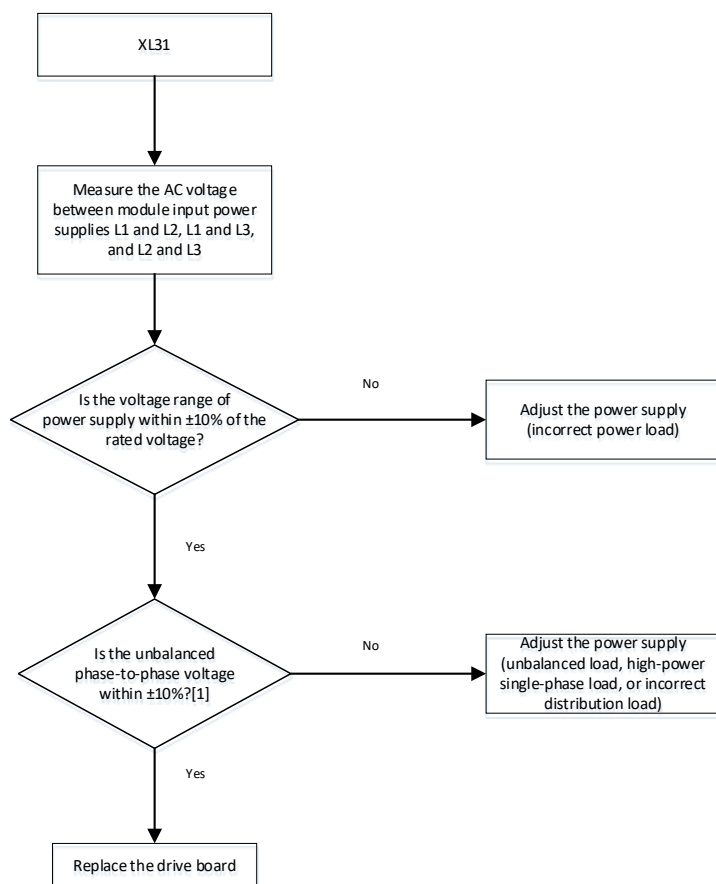 XL31
Measure the AC voltage
between module input power
supplies L1 and L2, L1 and L3,
and L2 and L3
Is the voltage range of
power supply within ±10% of the
rated voltage?
No
Adjust the power supply
(incorrect power load)
Yes
Is the unbalanced
phase-to-phase voltage
within ±10%?[1]
No
Adjust the power supply
(unbalanced load, high-power
single-phase load, or incorrect
distribution load)
Yes
Replace the drive board